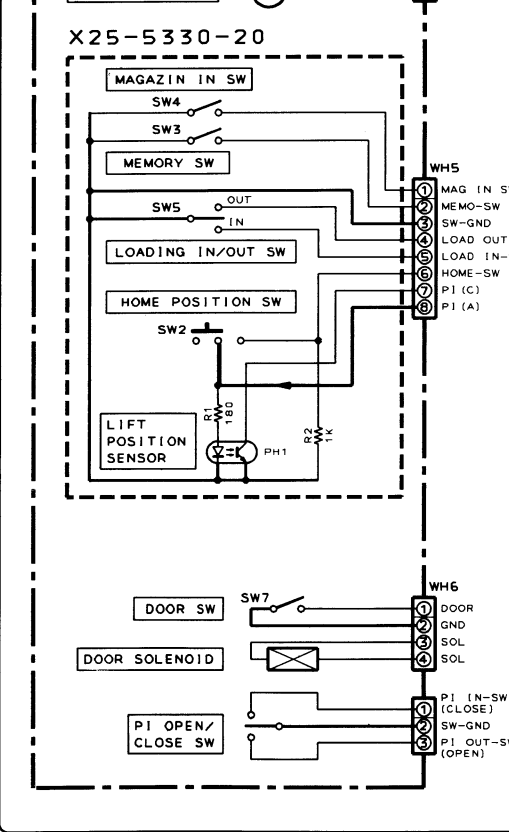 X25-5330-20
MAGAZIN IN SW
SW4
SW3
MEMORY SW
SW5
OUT
IN
LOADING IN/OUT SW
HOME POSITION SW
SW2
R1
180
R2
1K
LIFT
POSITION
SENSOR
PH1
WH5
1 MAG IN S
2 MEMO-SW
3 SW-GND
4 LOAD OUT
5 LOAD IN-
6 HOME-SW
7 PI(C)
8 PI(A)
WH6
DOOR SW
SW7
1 DOOR
2 GND
3 SOL
4 SOL
DOOR SOLENOID
PI OPEN/
CLOSE SW
1 PI IN-SW
(CLOSE)
2 SW-GND
3 PI OUT-S
(OPEN)